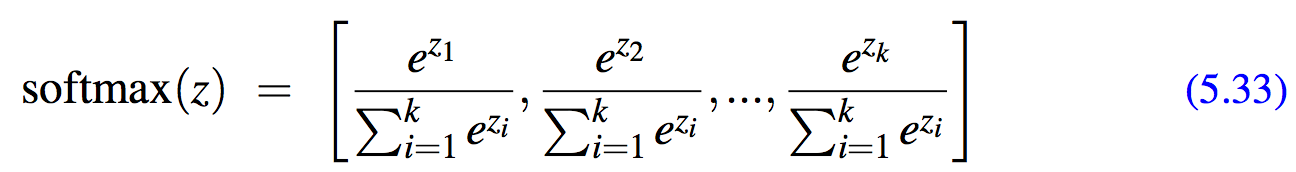 softmax(z) = [ e^{z_1} / ∑_{i=1}^{k} e^{z_i} , e^{z_2} / ∑_{i=1}^{k} e^{z_i} , ..., e^{z_k} / ∑_{i=1}^{k} e^{z_i} ] (5.33)